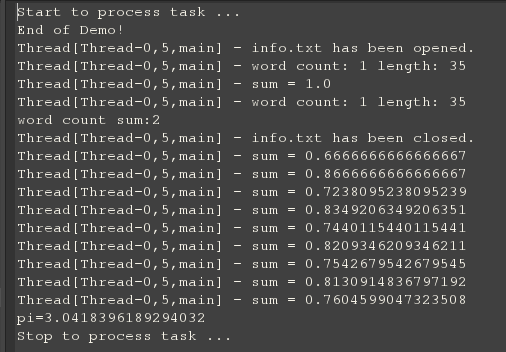 Start to process task ...
End of Demo!
Thread[Thread-0,5,main] - info.txt has been opened.
Thread[Thread-0,5,main] - word count: 1 length: 35
Thread[Thread-0,5,main] - sum = 1.0
Thread[Thread-0,5,main] - word count: 1 length: 35
word count sum:2
Thread[Thread-0,5,main] - info.txt has been closed.
Thread[Thread-0,5,main] - sum = 0.6666666666666667
Thread[Thread-0,5,main] - sum = 0.8666666666666667
Thread[Thread-0,5,main] - sum = 0.7238095238095239
Thread[Thread-0,5,main] - sum = 0.8349206349206351
Thread[Thread-0,5,main] - sum = 0.7440115440115441
Thread[Thread-0,5,main] - sum = 0.8209346209346211
Thread[Thread-0,5,main] - sum = 0.7542679542679545
Thread[Thread-0,5,main] - sum = 0.8130914836797192
Thread[Thread-0,5,main] - sum = 0.7604599047323508
pi=3.0418396189294032
Stop to process task ...